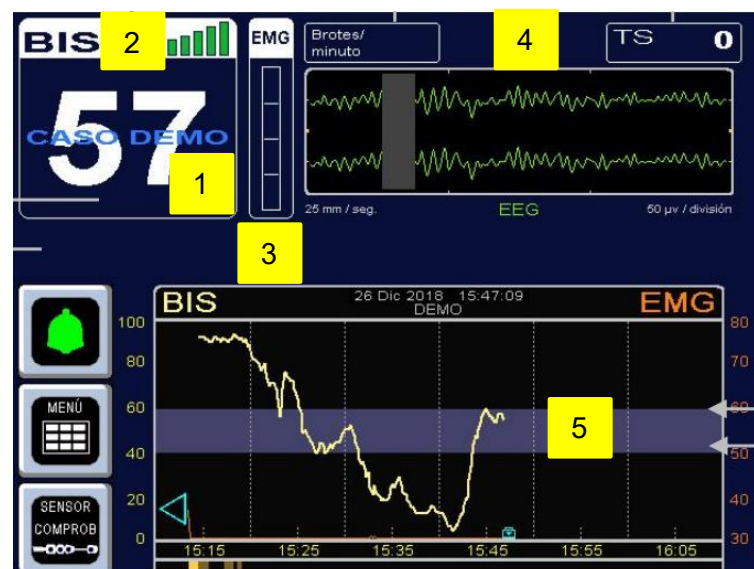 BIS
2
EMG
Brotes/
minuto
4
TS 0
57
CASO DEMO
1
25 mm / seg. EEG 50 µv / división
3
BIS 26 Dic 2018 15:47:09 EMG
DEMO
100 80
80 70
MENÚ
60 60
5
40 50
SENSOR
COMPROB
20 40
0 30
15:15 15:25 15:35 15:45 15:55 16:05